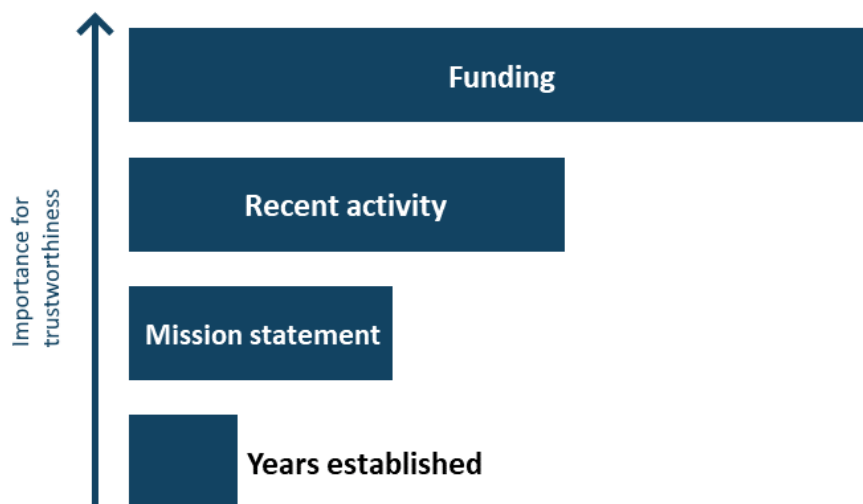 Funding
Recent activity
Importance for
trustworthiness
Mission statement
Years established